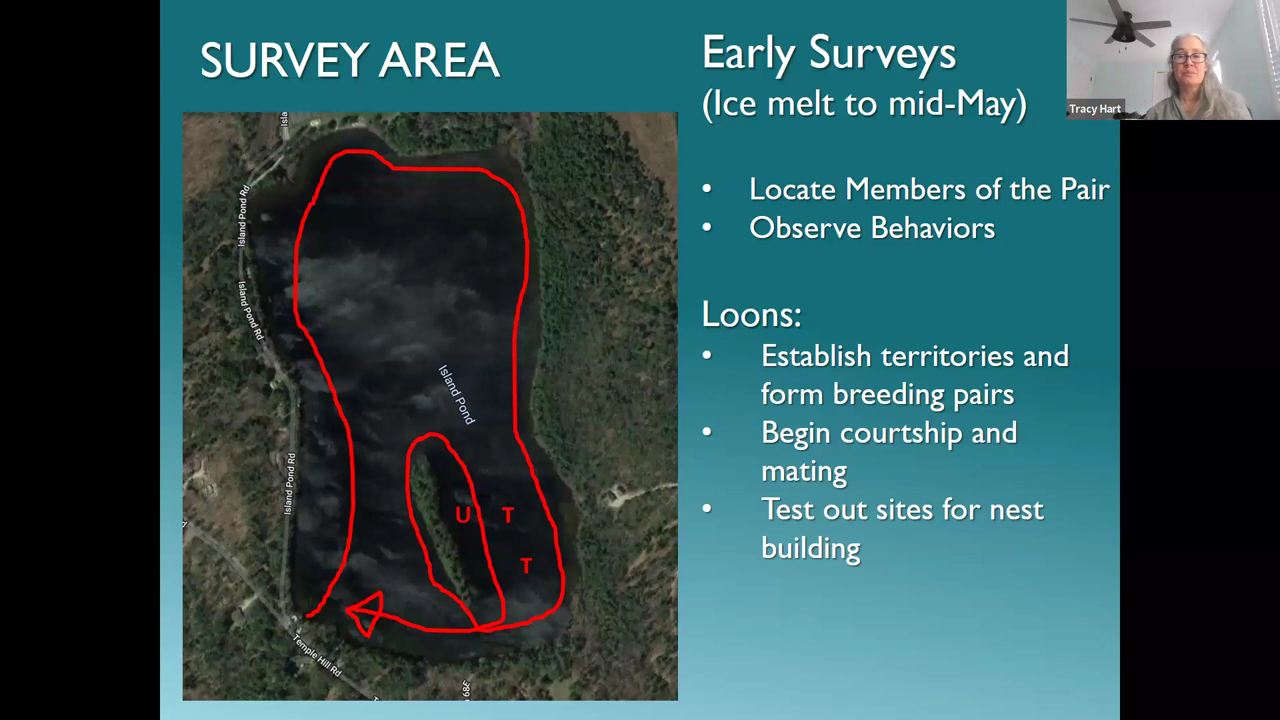 SURVEY AREA
Early Surveys
(Ice melt to mid-May)
Tracy Hart
• Locate Members of the Pair
• Observe Behaviors
Loons:
• Establish territories and
form breeding pairs
• Begin courtship and
mating
• Test out sites for nest
building
Isla
Island Pond Rd
Island Pond Rd
Island Pond
Island Pond Rd
U T
T
Temple Hill Rd